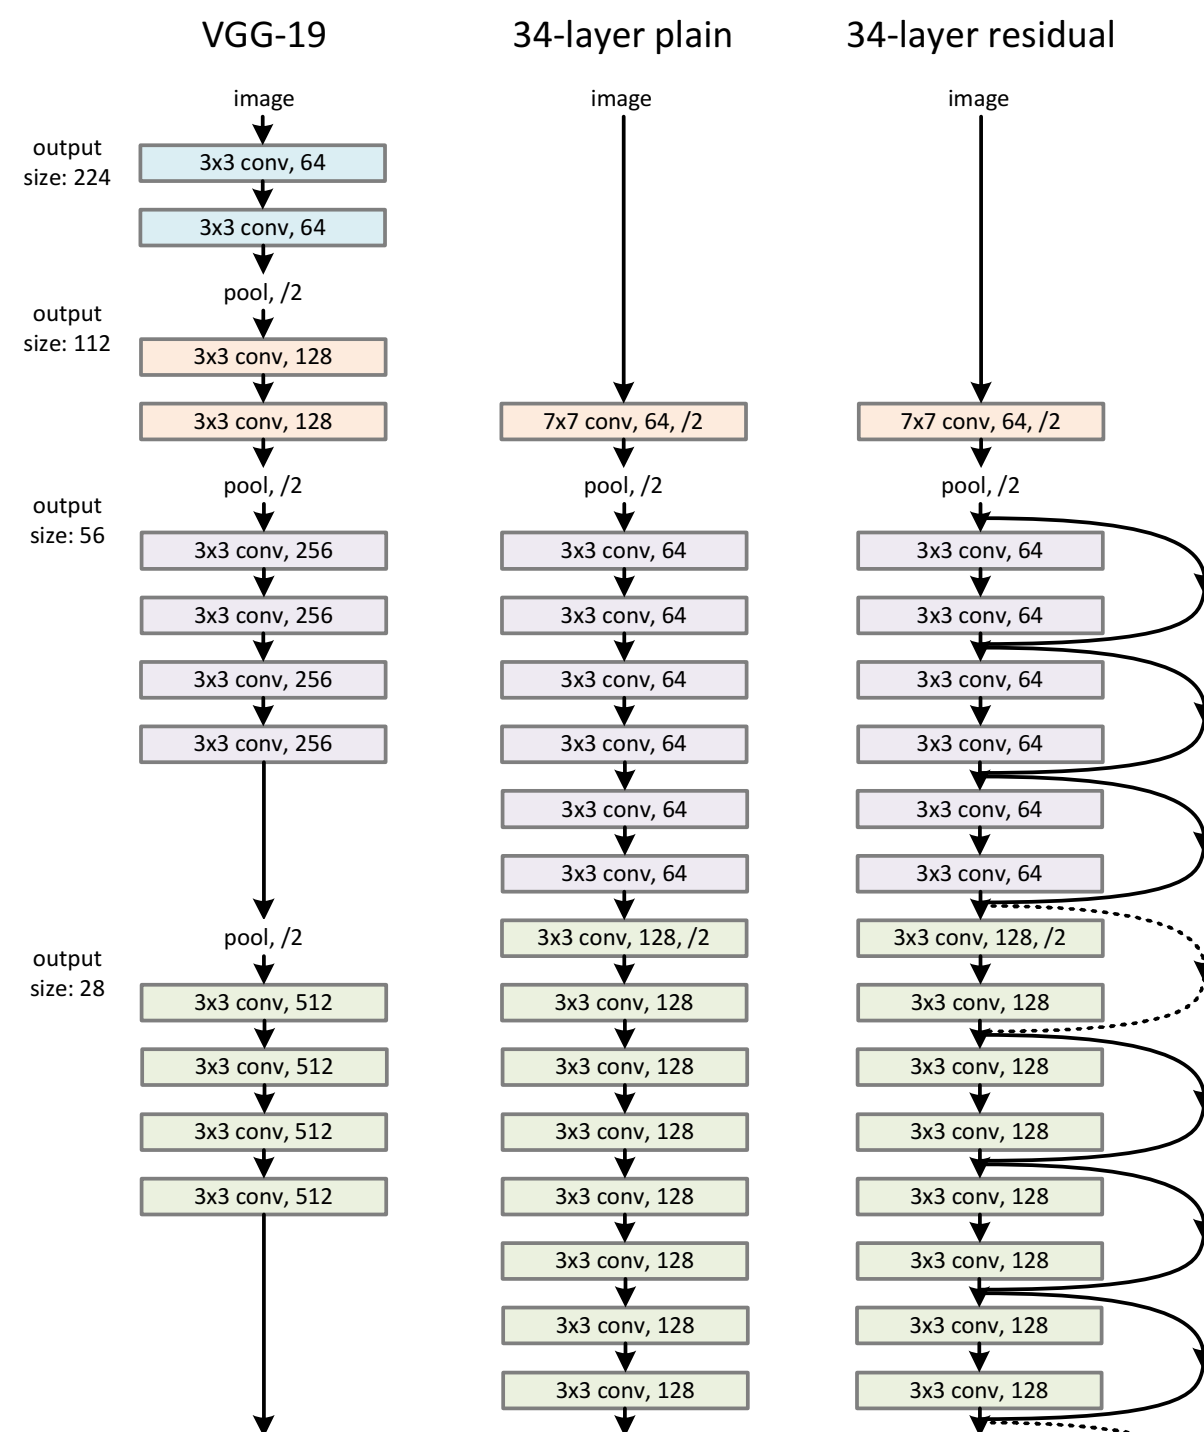 VGG-19
34-layer plain
34-layer residual
output
size: 224
output
size: 112
output
size: 56
output
size: 28
image
3x3 conv, 64
3x3 conv, 64
pool, /2
3x3 conv, 128
3x3 conv, 128
pool, /2
3x3 conv, 256
3x3 conv, 256
3x3 conv, 256
3x3 conv, 256
pool, /2
3x3 conv, 512
3x3 conv, 512
3x3 conv, 512
3x3 conv, 512
image
7x7 conv, 64, /2
pool, /2
3x3 conv, 64
3x3 conv, 64
3x3 conv, 64
3x3 conv, 64
3x3 conv, 64
3x3 conv, 64
3x3 conv, 128, /2
3x3 conv, 128
3x3 conv, 128
3x3 conv, 128
3x3 conv, 128
3x3 conv, 128
3x3 conv, 128
3x3 conv, 128
image
7x7 conv, 64, /2
pool, /2
3x3 conv, 64
3x3 conv, 64
3x3 conv, 64
3x3 conv, 64
3x3 conv, 64
3x3 conv, 64
3x3 conv, 128, /2
3x3 conv, 128
3x3 conv, 128
3x3 conv, 128
3x3 conv, 128
3x3 conv, 128
3x3 conv, 128
3x3 conv, 128